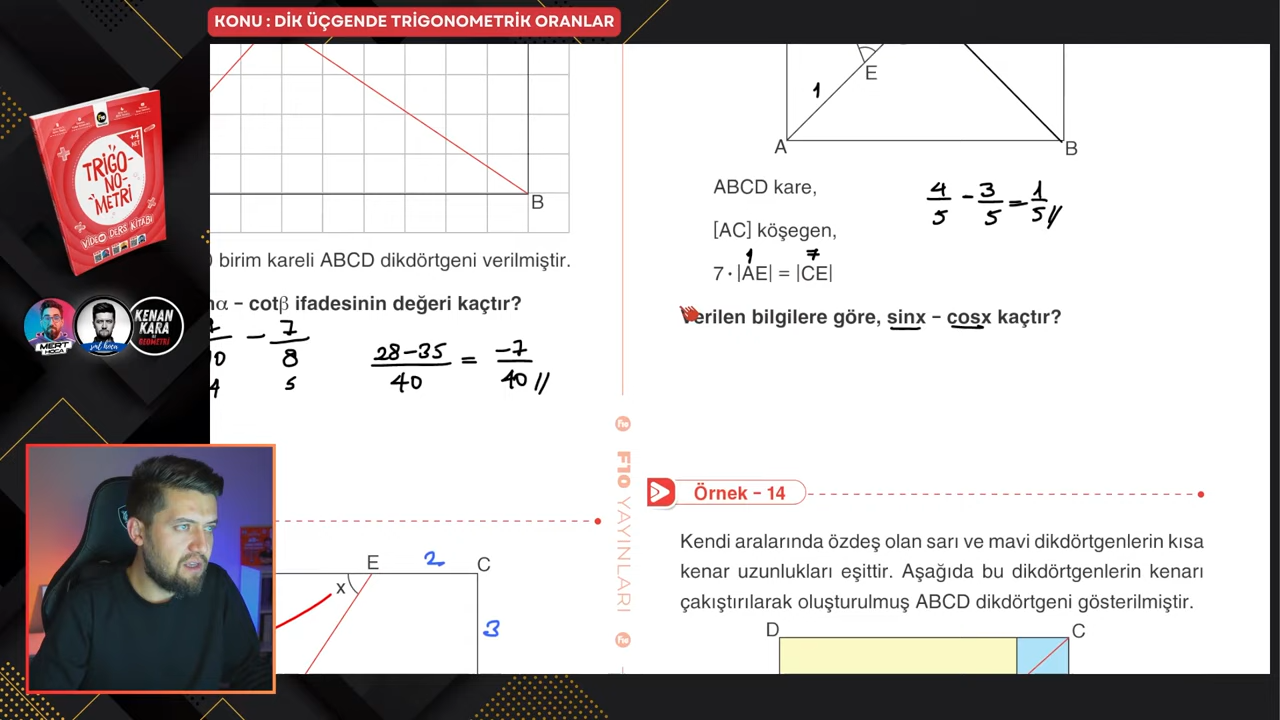 KONU : DİK ÜÇGENDE TRİGONOMETRİK ORANLAR
+4 NET
TRİGO-
NO-
METRİ
VİDEO DERS KİTABI
MERT HOCA
KENAN
KARA
ile
GEOMETRİ
B
birim kareli ABCD dikdörtgeni verilmiştir.
α – cotβ ifadesinin değeri kaçtır?
– 7/8
5
28-35/40 = -7/40 //
E 2 C
x
3
F10 YAYINLARI
E
1
A B
ABCD kare,
[AC] köşegen,
1 7
7 · |AE| = |CE|
4/5 - 3/5 = 1/5 //
Verilen bilgilere göre, sinx – cosx kaçtır?
Örnek – 14
Kendi aralarında özdeş olan sarı ve mavi dikdörtgenlerin kısa
kenar uzunlukları eşittir. Aşağıda bu dikdörtgenlerin kenarı
çakıştırılarak oluşturulmuş ABCD dikdörtgeni gösterilmiştir.
D C